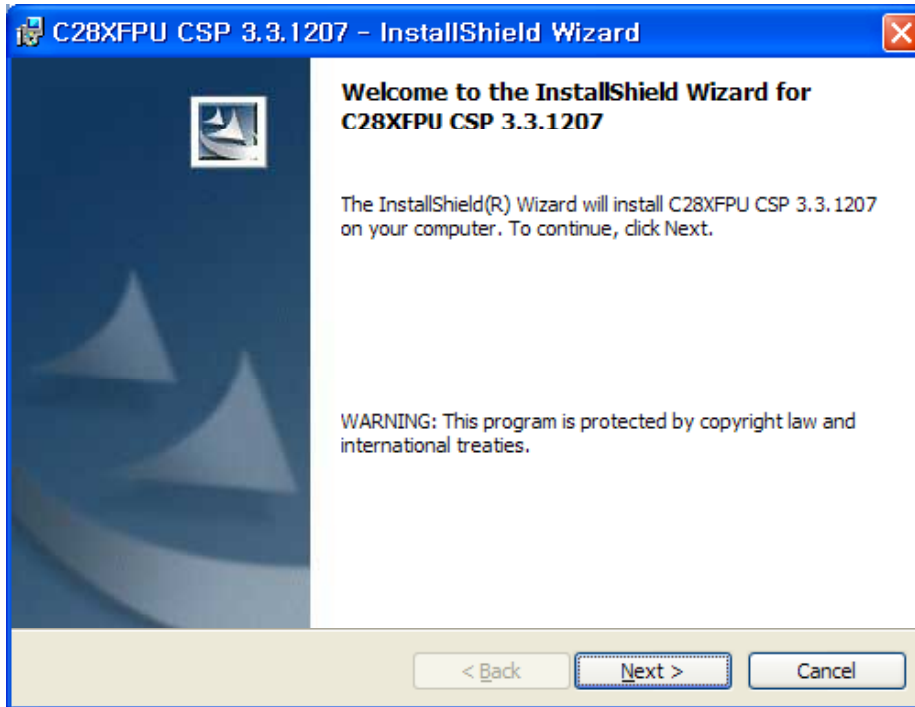 C28XFPU CSP 3.3.1207 - InstallShield Wizard
Welcome to the InstallShield Wizard for
C28XFPU CSP 3.3.1207
The InstallShield(R) Wizard will install C28XFPU CSP 3.3.1207
on your computer. To continue, click Next.
WARNING: This program is protected by copyright law and
international treaties.
< Back
Next >
Cancel